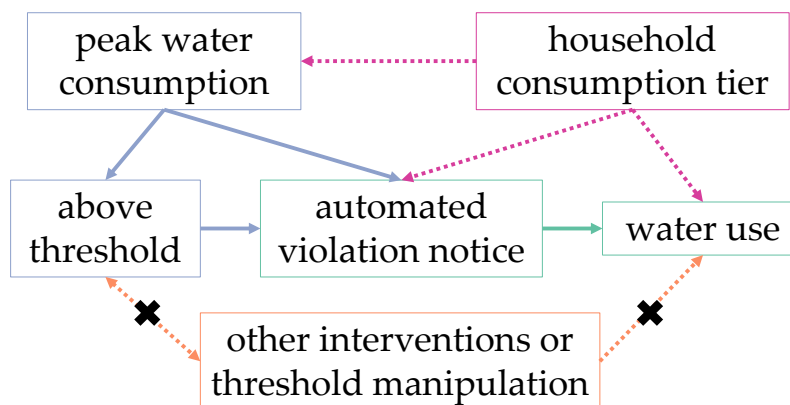 peak water
consumption
household
consumption tier
above
threshold
automated
violation notice
water use
other interventions or
threshold manipulation